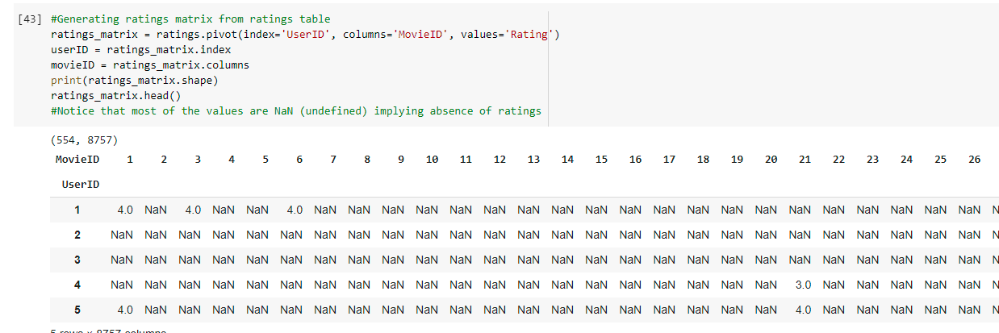 [43] #Generating ratings matrix from ratings table
ratings_matrix = ratings.pivot(index='UserID', columns='MovieID', values='Rating')
userID = ratings_matrix.index
movieID = ratings_matrix.columns
print(ratings_matrix.shape)
ratings_matrix.head()
#Notice that most of the values are NaN (undefined) implying absence of ratings
(554, 8757)
MovieID 1 2 3 4 5 6 7 8 9 10 11 12 13 14 15 16 17 18 19 20 21 22 23 24 25 26
UserID
1 4.0 NaN 4.0 NaN NaN 4.0 NaN NaN NaN NaN NaN NaN NaN NaN NaN NaN NaN NaN NaN NaN NaN NaN NaN NaN NaN NaN N
2 NaN NaN NaN NaN NaN NaN NaN NaN NaN NaN NaN NaN NaN NaN NaN NaN NaN NaN NaN NaN NaN NaN NaN NaN NaN NaN N
3 NaN NaN NaN NaN NaN NaN NaN NaN NaN NaN NaN NaN NaN NaN NaN NaN NaN NaN NaN NaN NaN NaN NaN NaN NaN NaN N
4 NaN NaN NaN NaN NaN NaN NaN NaN NaN NaN NaN NaN NaN NaN NaN NaN NaN NaN NaN NaN 3.0 NaN NaN NaN NaN NaN N
5 4.0 NaN NaN NaN NaN NaN NaN NaN NaN NaN NaN NaN NaN NaN NaN NaN NaN NaN NaN NaN 4.0 NaN NaN NaN NaN NaN N
5 rows × 8757 columns